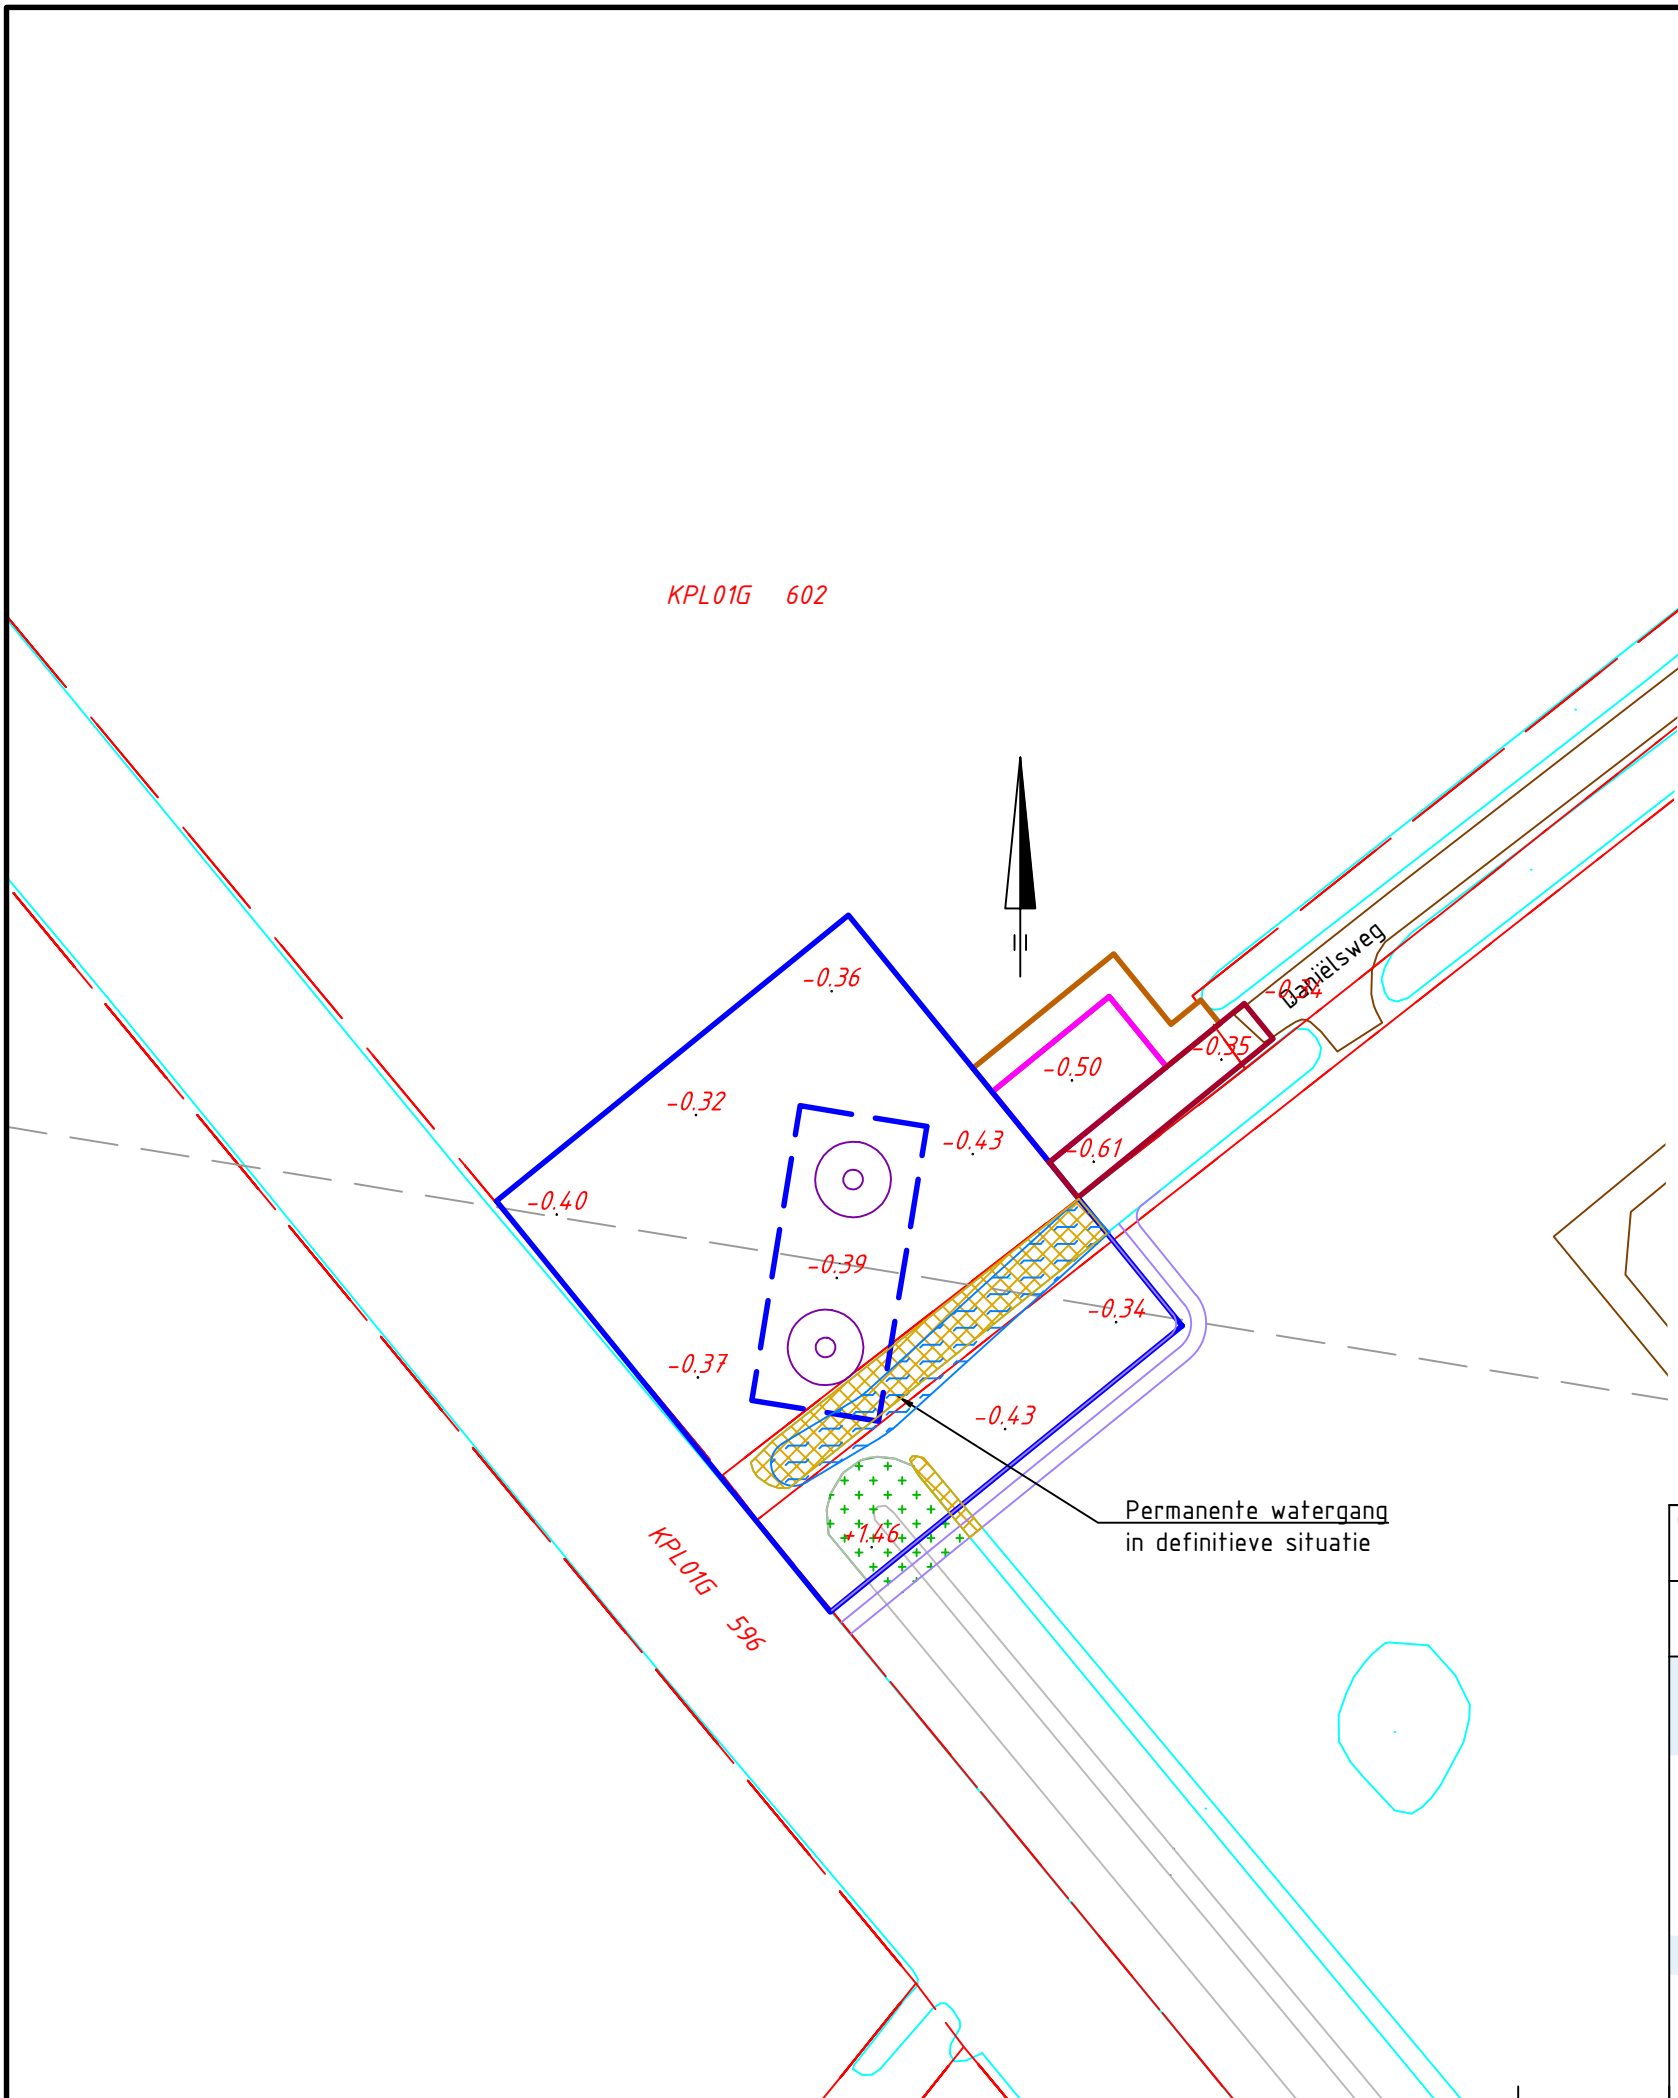 KPL01G 602
-0.36
Daniëlsweg
-0.35
-0.50
-0.32
-0.43
-0.61
-0.40
-0.39
-0.34
-0.37
-0.43
Permanente watergang
in definitieve situatie
+1.46
KPL01G 596